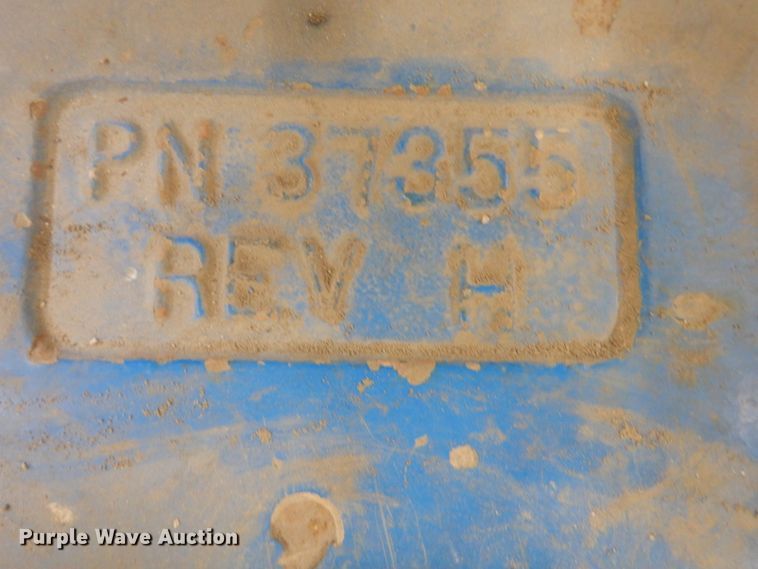 PN 37355
REV H
Purple Wave Auction